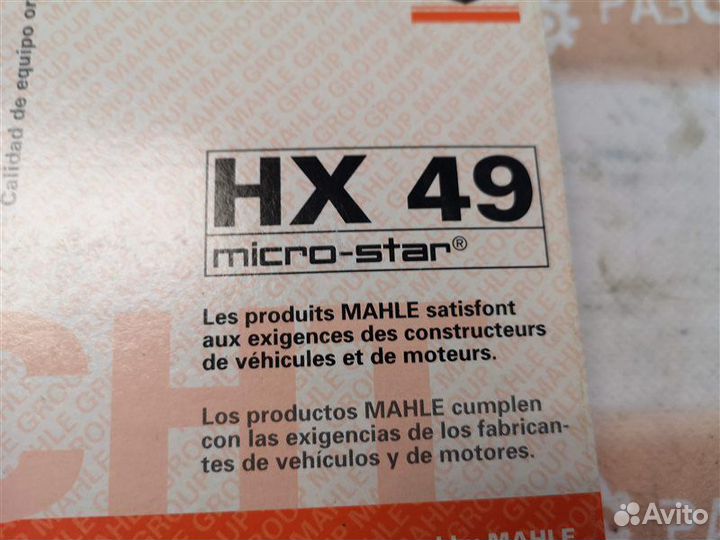 Calidad de equipo or
HX 49
micro-star®
Les produits MAHLE satisfont
aux exigences des constructeurs
de véhicules et de moteurs.
Los productos MAHLE cumplen
con las exigencias de los fabrican-
tes de vehículos y de motores.
MAHLE
Avito